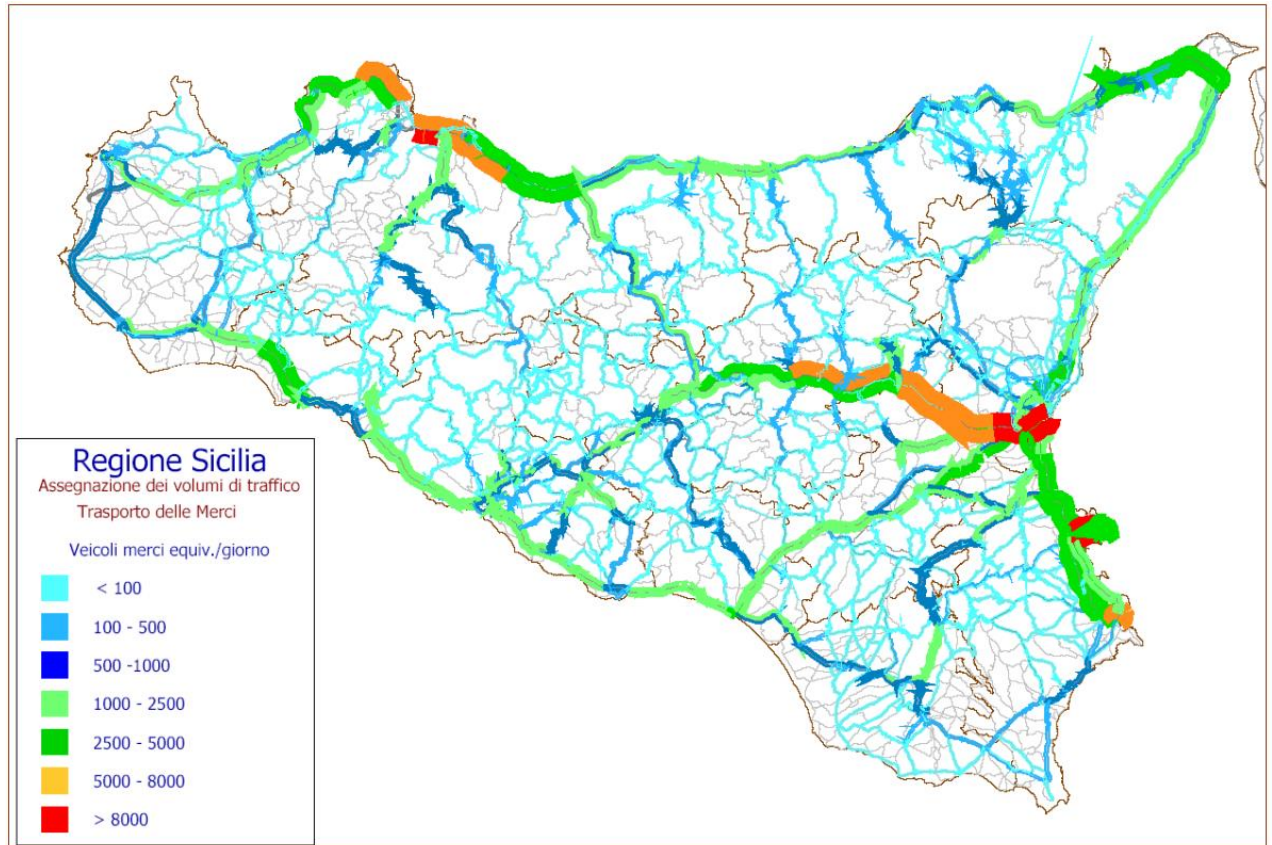 Regione Sicilia
Assegnazione dei volumi di traffico
Trasporto delle Merci
Veicoli merci equiv./giorno
< 100
100 - 500
500 -1000
1000 - 2500
2500 - 5000
5000 - 8000
> 8000